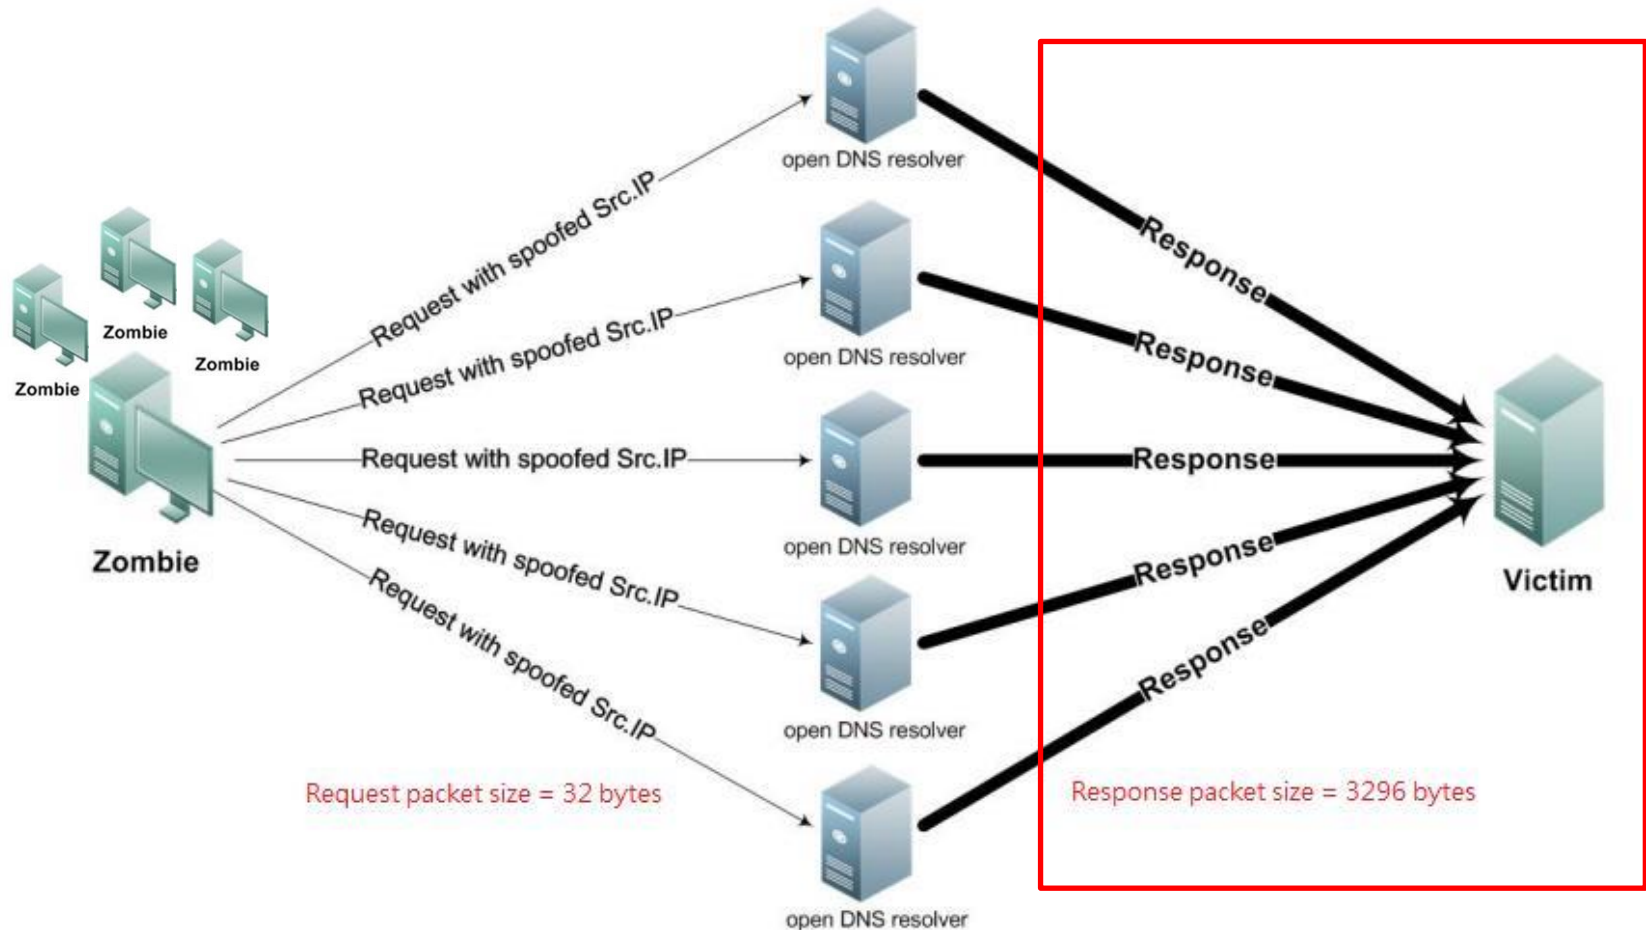 open DNS resolver
Request with spoofed Src.IP
Response
Zombie
Zombie
Zombie
open DNS resolver
Request with spoofed Src.IP
Response
open DNS resolver
Request with spoofed Src.IP
Response
Zombie
Victim
open DNS resolver
Request with spoofed Src.IP
Response
open DNS resolver
Request with spoofed Src.IP
Response
Request packet size = 32 bytes
Response packet size = 3296 bytes